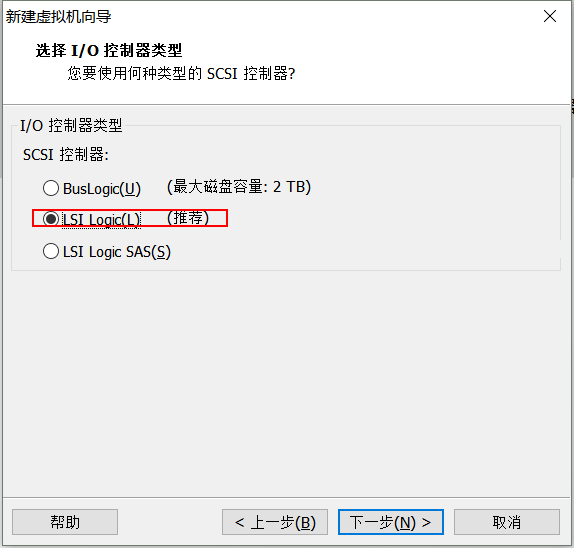 新建虚拟机向导
选择 I/O 控制器类型
您要使用何种类型的 SCSI 控制器?
I/O 控制器类型
SCSI 控制器:
BusLogic(U) (最大磁盘容量: 2 TB)
LSI Logic(L) (推荐)
LSI Logic SAS(S)
帮助 < 上一步(B) 下一步(N) > 取消